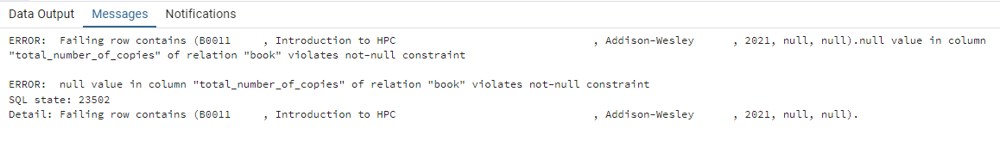 Data Output Messages Notifications
ERROR:  Failing row contains (B0011     , Introduction to HPC                              , Addison-Wesley      , 2021, null, null).null value in column
"total_number_of_copies" of relation "book" violates not-null constraint
ERROR:  null value in column "total_number_of_copies" of relation "book" violates not-null constraint
SQL state: 23502
Detail: Failing row contains (B0011     , Introduction to HPC                              , Addison-Wesley      , 2021, null, null).